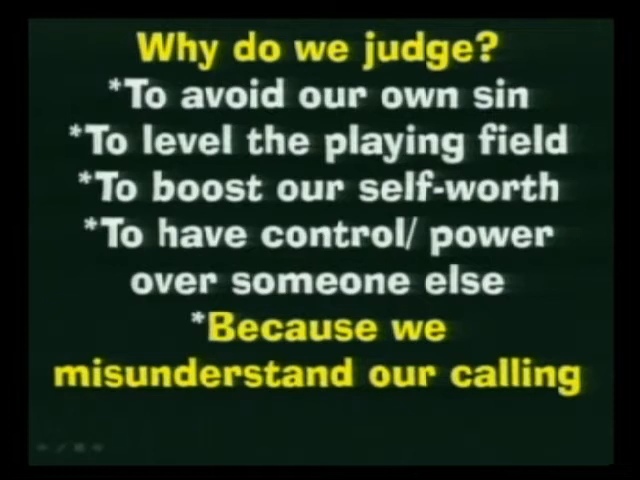 Why do we judge?
*To avoid our own sin
*To level the playing field
*To boost our self-worth
*To have control/ power
over someone else
*Because we
misunderstand our calling